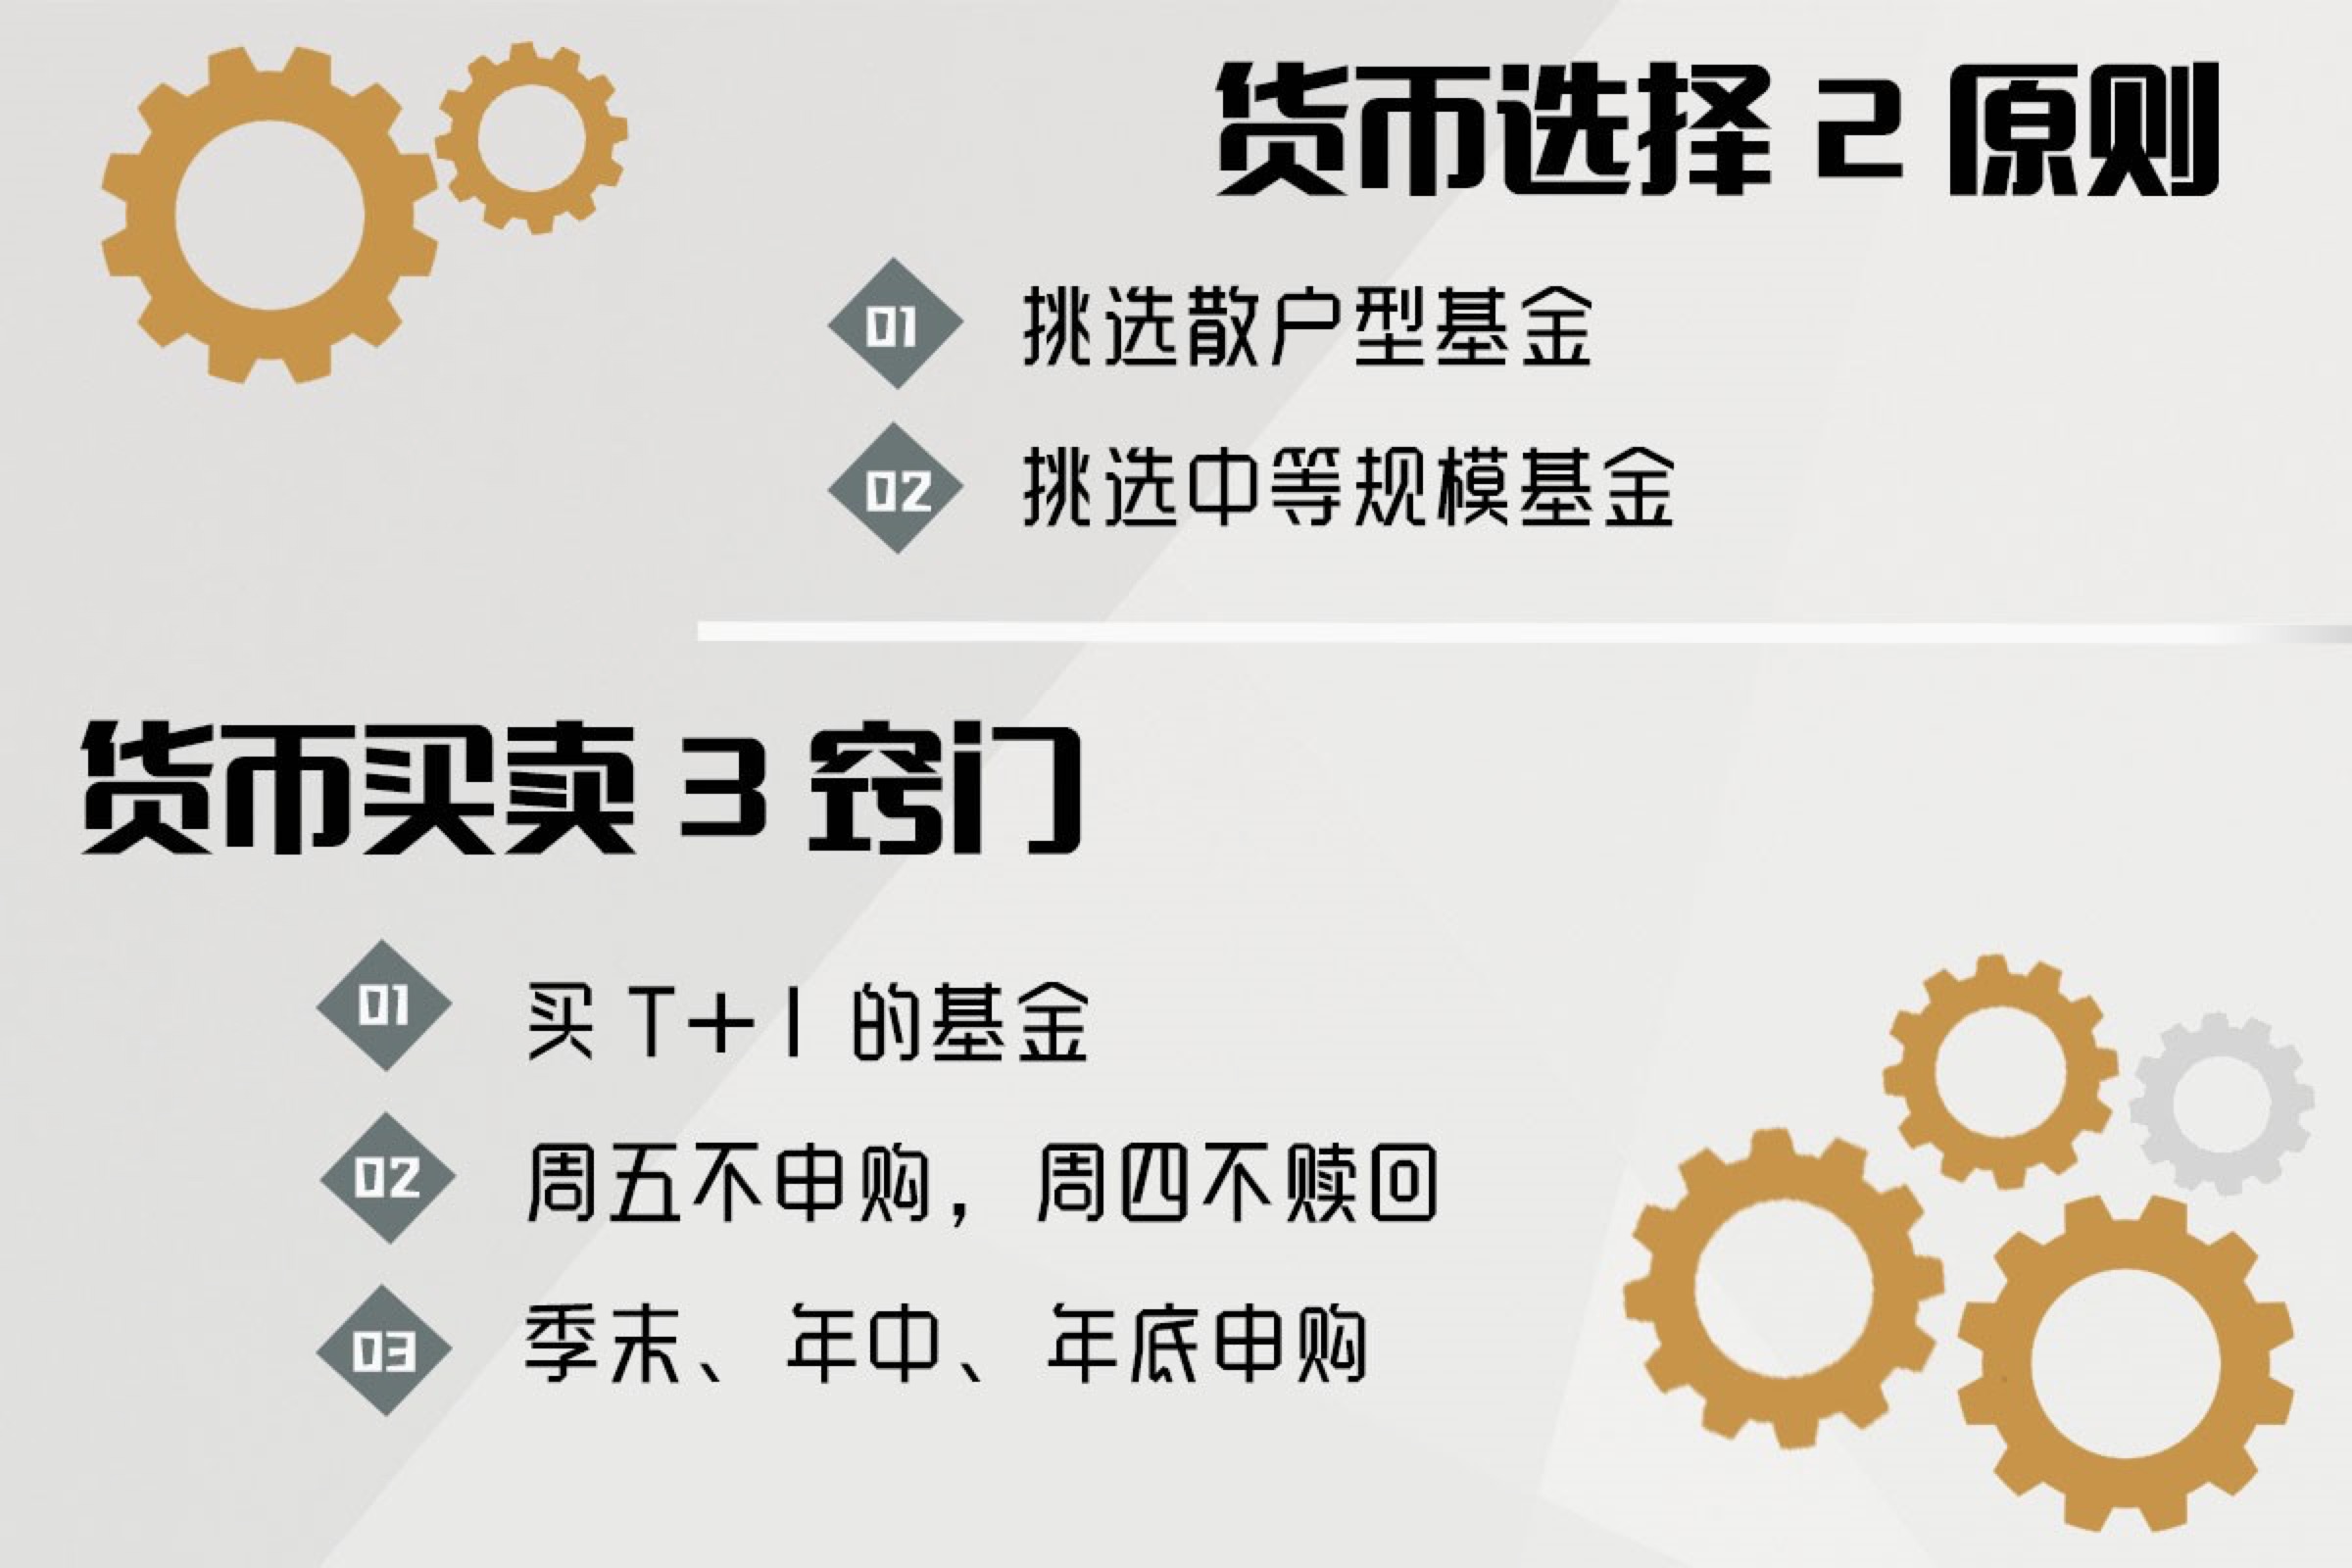 货币选择 2 原则
01 挑选散户型基金
02 挑选中等规模基金
货币买卖 3 窍门
01 买 T+1 的基金
02 周五不申购，周四不赎回
03 季末、年中、年底申购